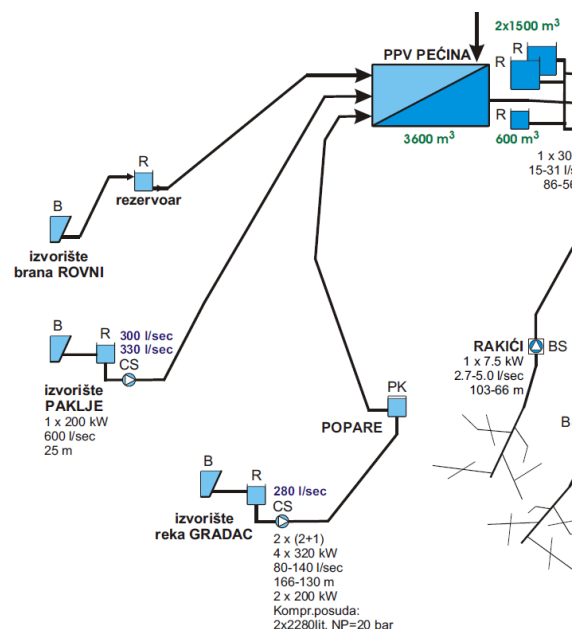 2x1500 m³
PPV PEĆINA
R
R
3600 m³
R
600 m³
1 x 30
15-31 l/s
86-56
R
rezervoar
B
izvorište
brana ROVNI
B
R
300 l/sec
330 l/sec
CS
izvorište
PAKLJE
1 x 200 kW
600 l/sec
25 m
RAKIĆI
BS
1 x 7.5 kW
2.7-5.0 l/sec
103-66 m
PK
POPARE
B
B
R
280 l/sec
CS
izvorište
reka GRADAC
2 x (2+1)
4 x 320 kW
80-140 l/sec
166-130 m
2 x 200 kW
Kompr.posuda:
2x2280lit. NP=20 bar